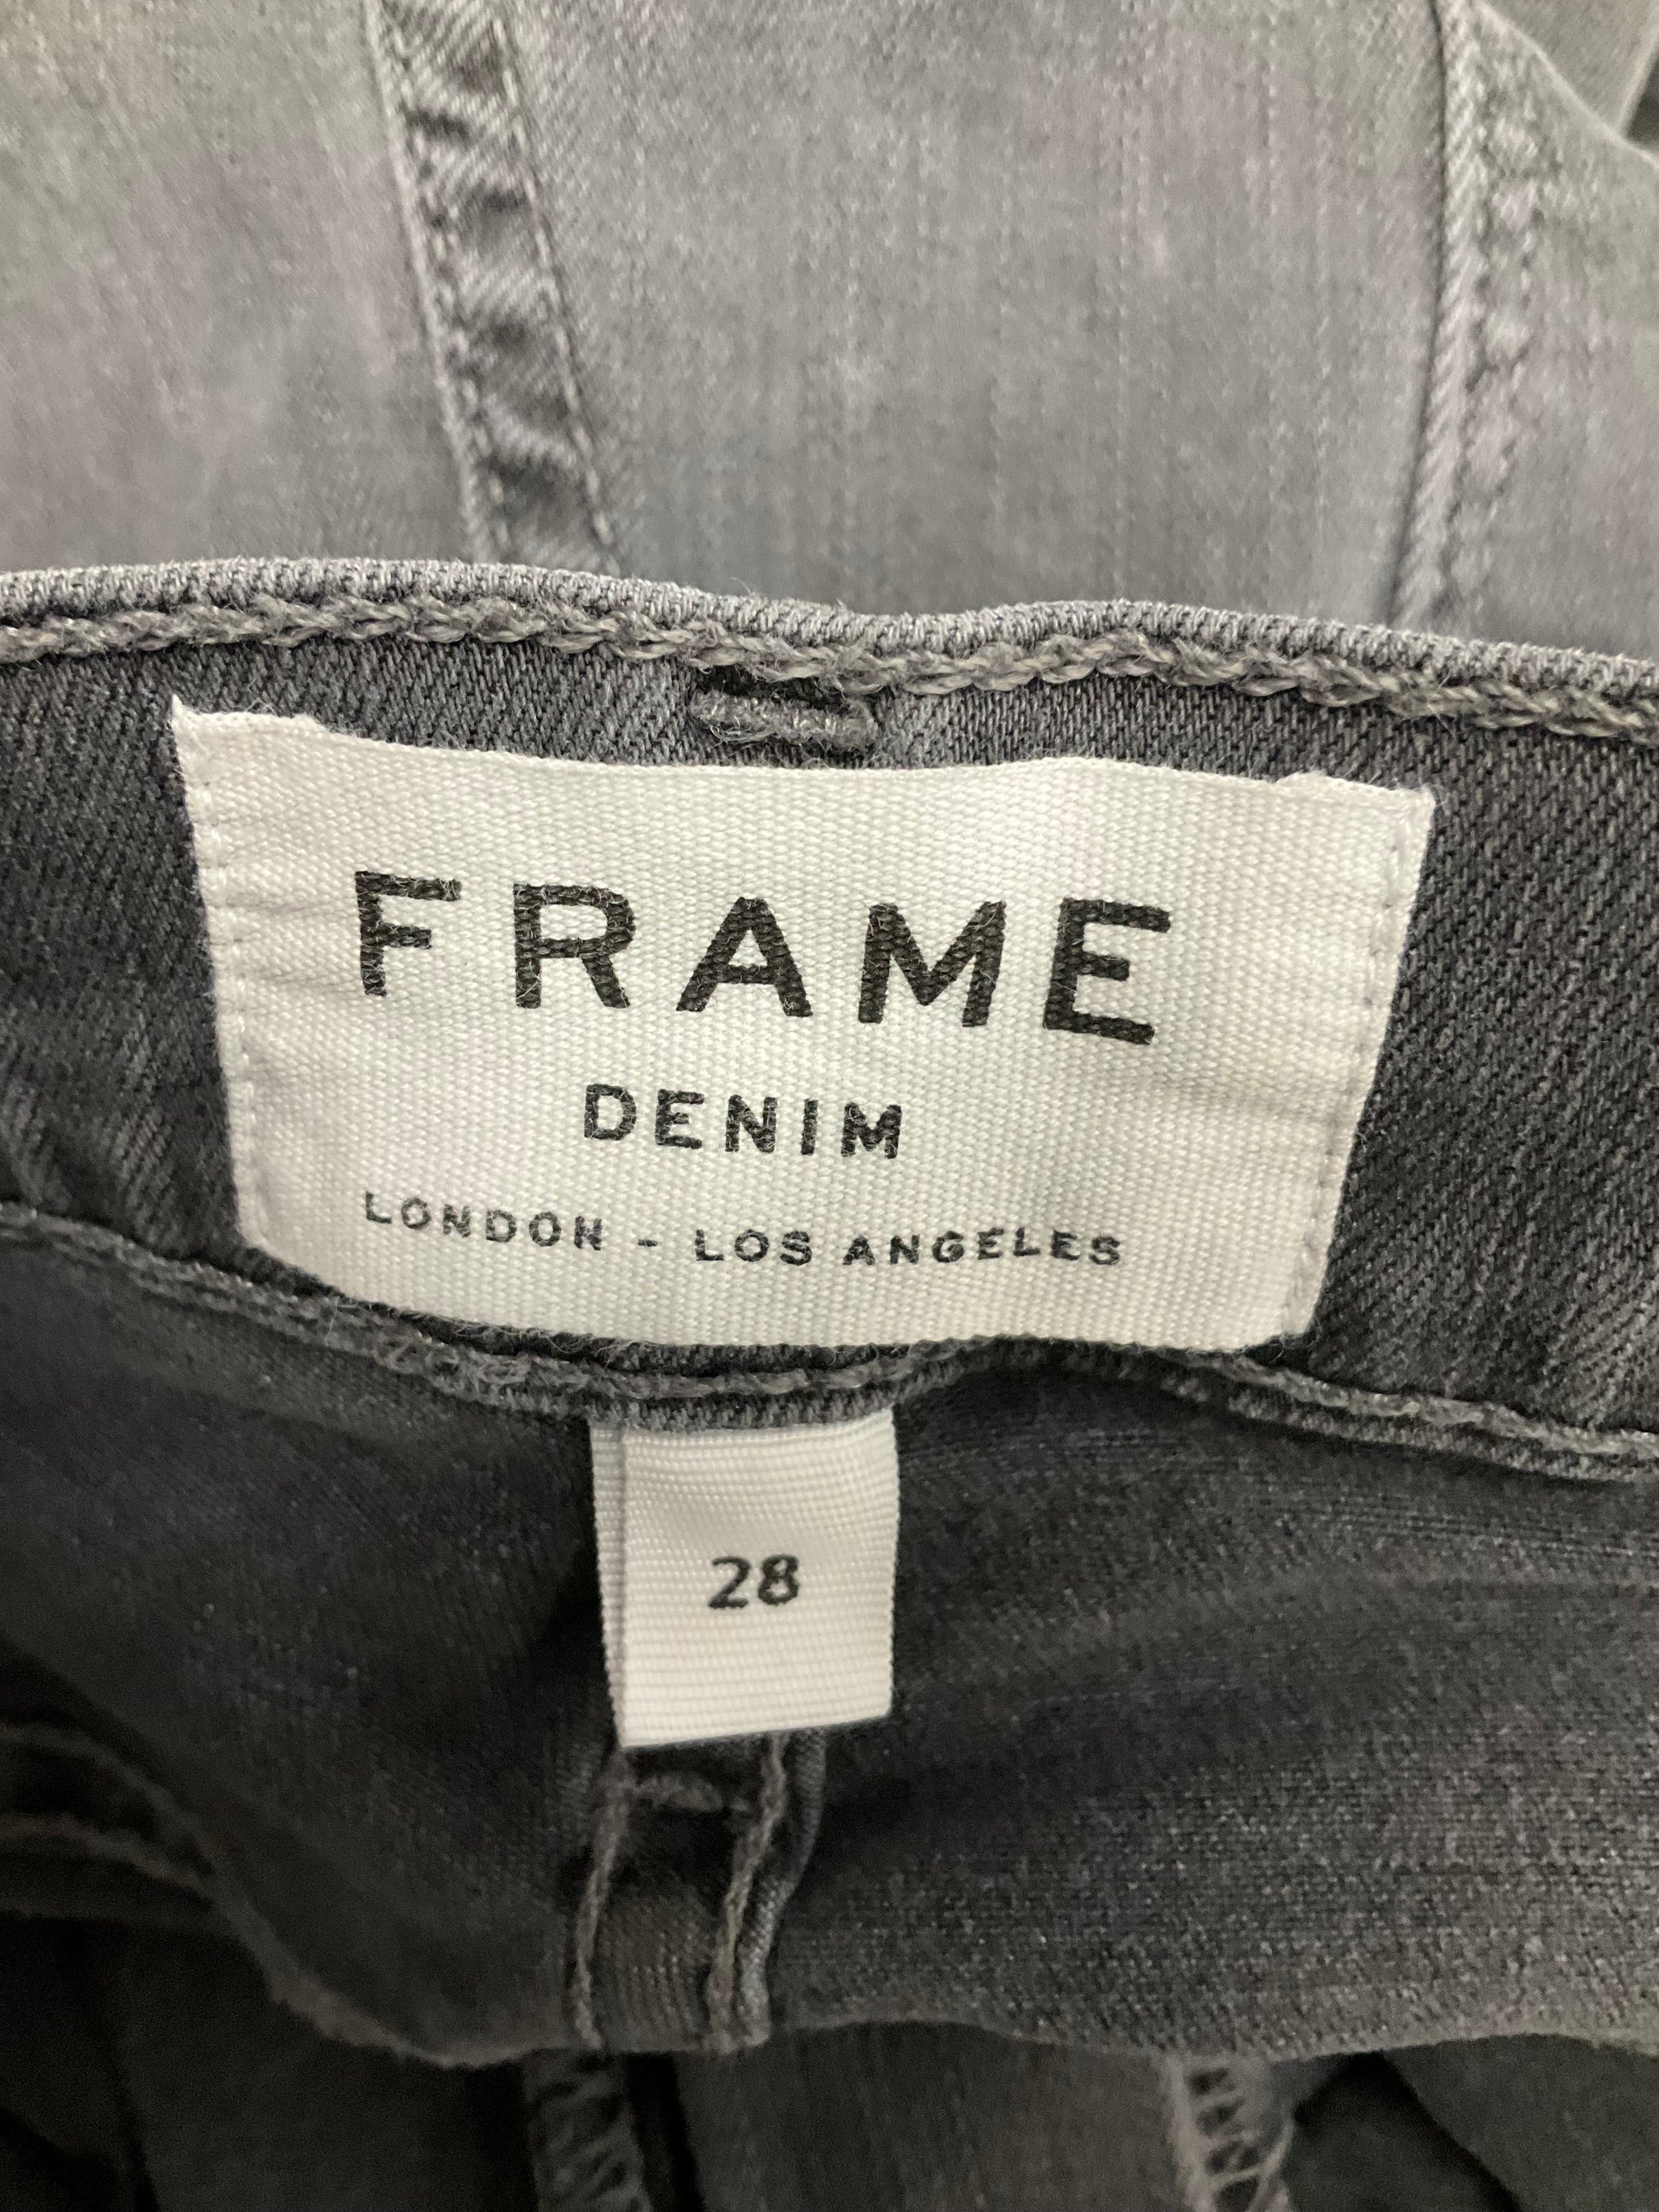 FRAME
DENIM
LONDON - LOS ANGELES
28